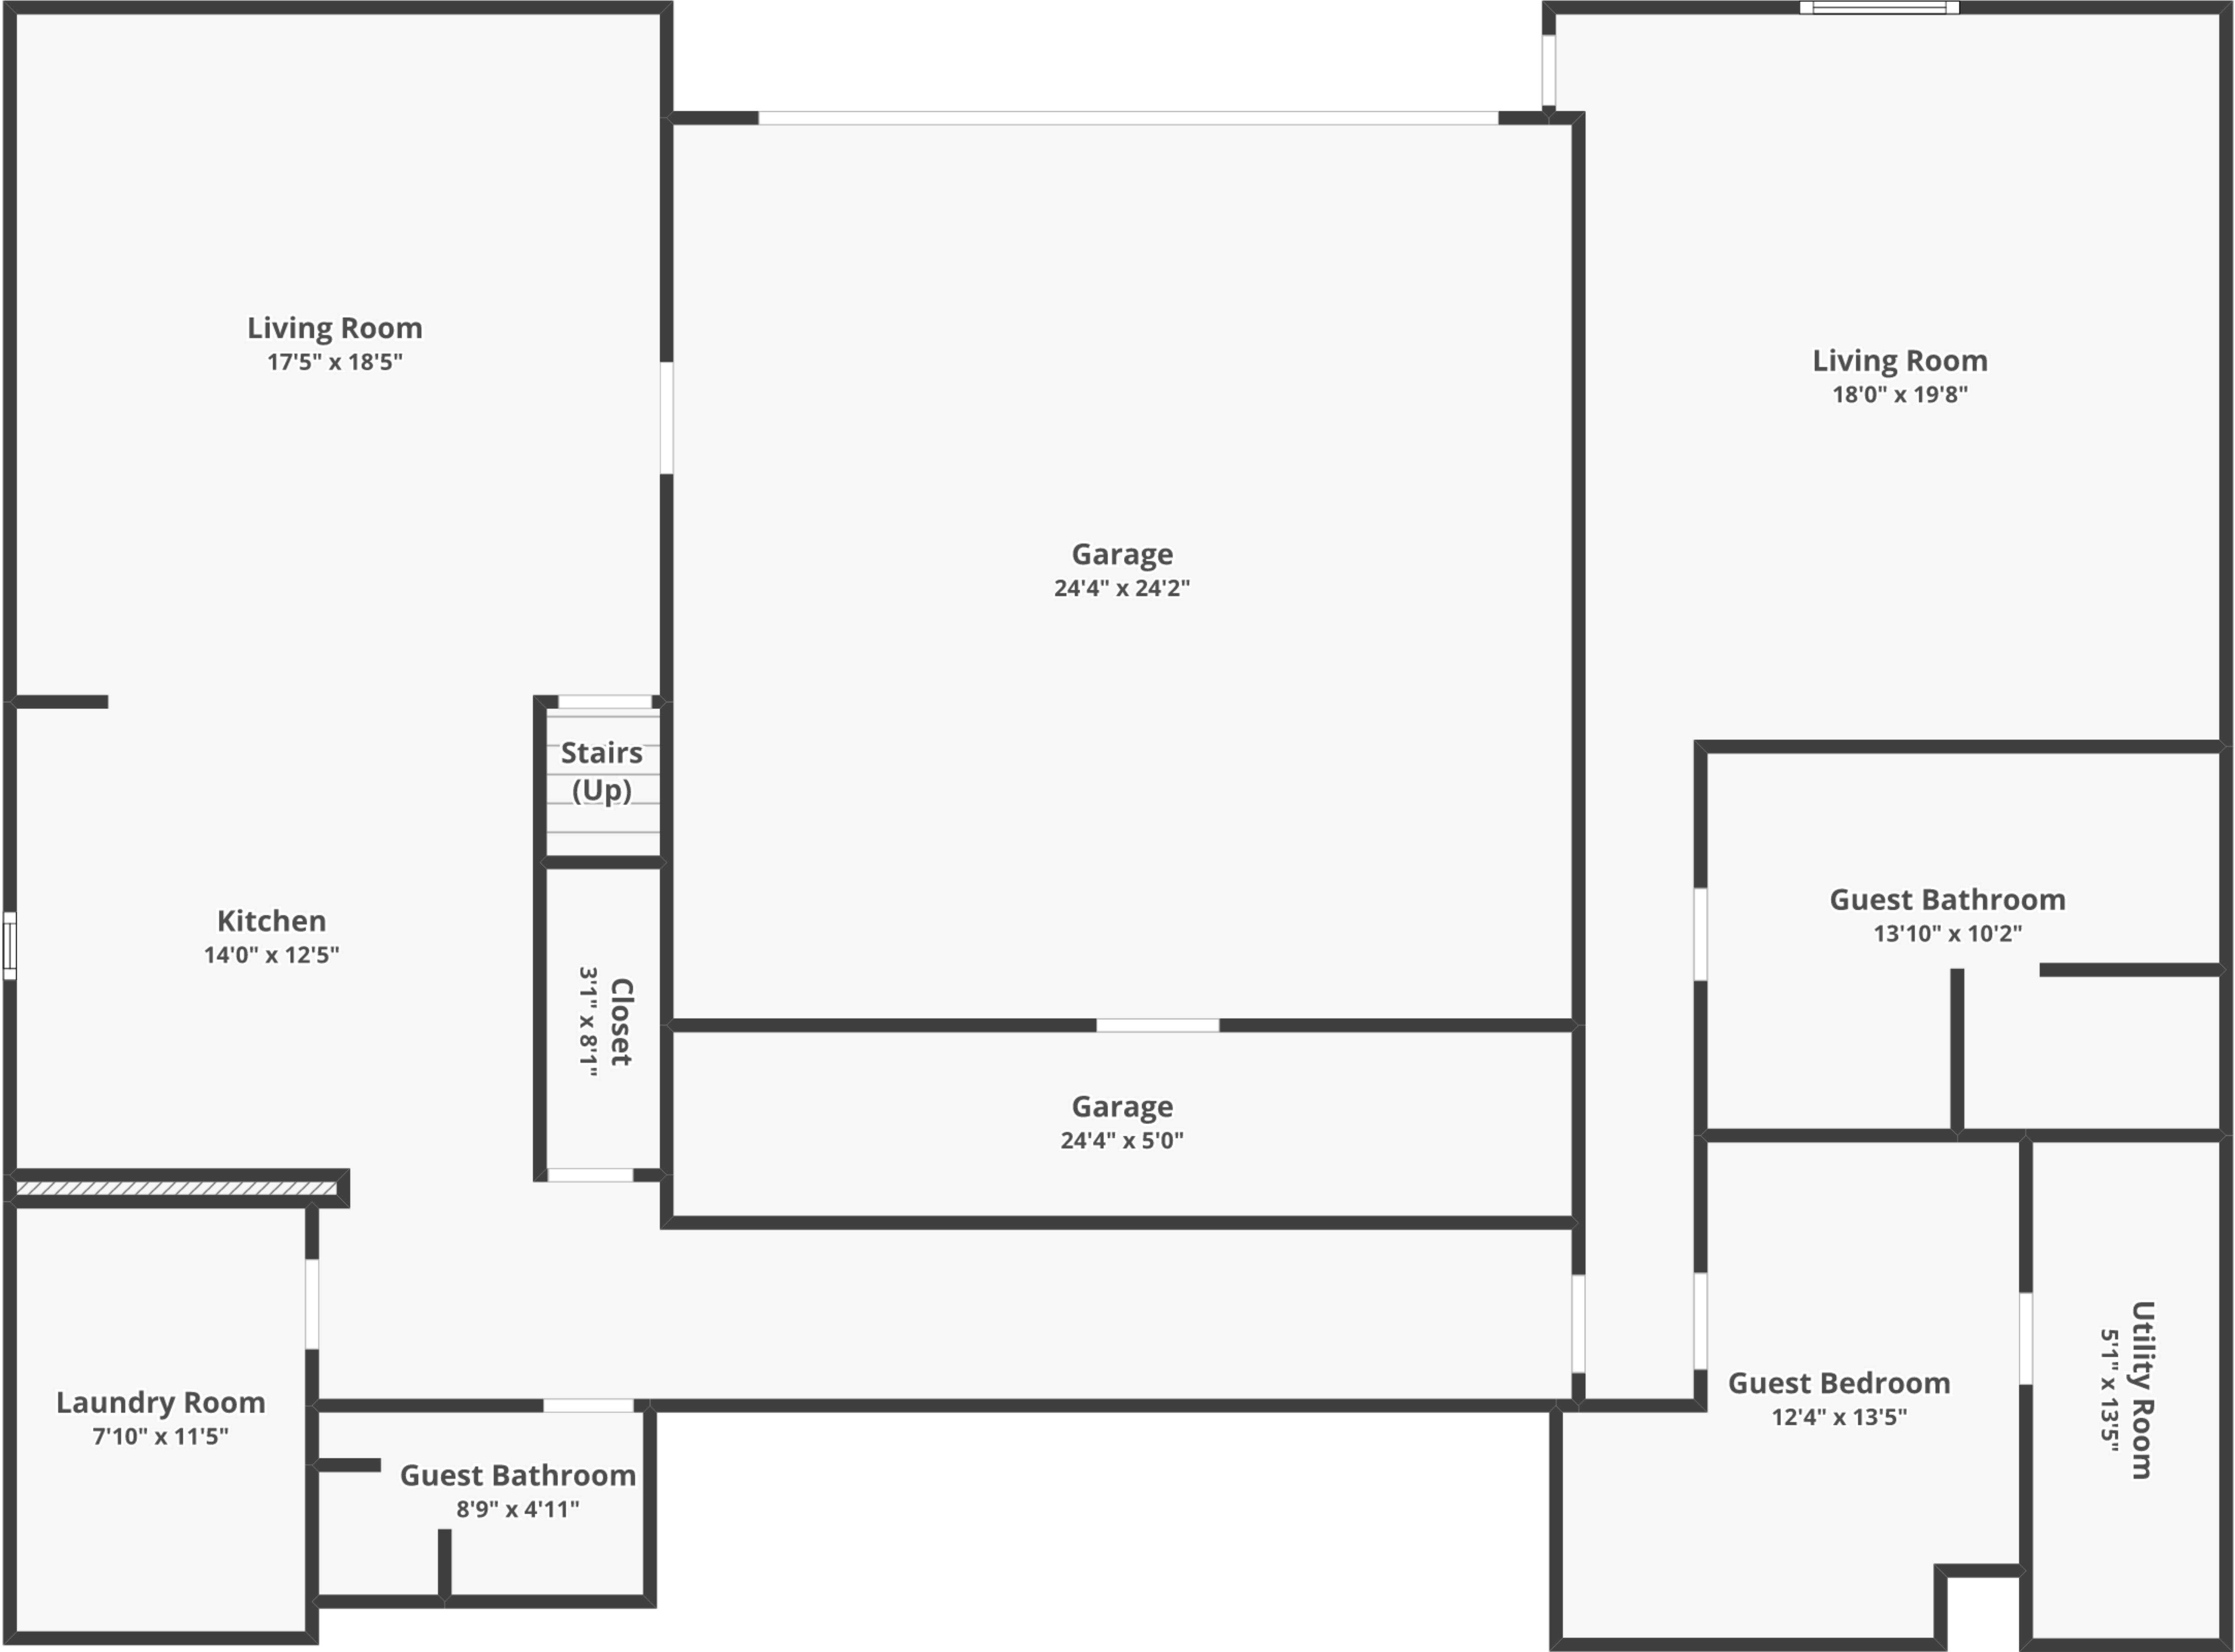 Living Room
17'5" x 18'5"
Living Room
18'0" x 19'8"
Garage
24'4" x 24'2"
Stairs
(Up)
Kitchen
14'0" x 12'5"
Guest Bathroom
13'10" x 10'2"
Closet
3'1" x 8'1"
Garage
24'4" x 5'0"
Laundry Room
7'10" x 11'5"
Guest Bedroom
12'4" x 13'5"
Utility Room
5'1" x 13'5"
Guest Bathroom
8'9" x 4'11"